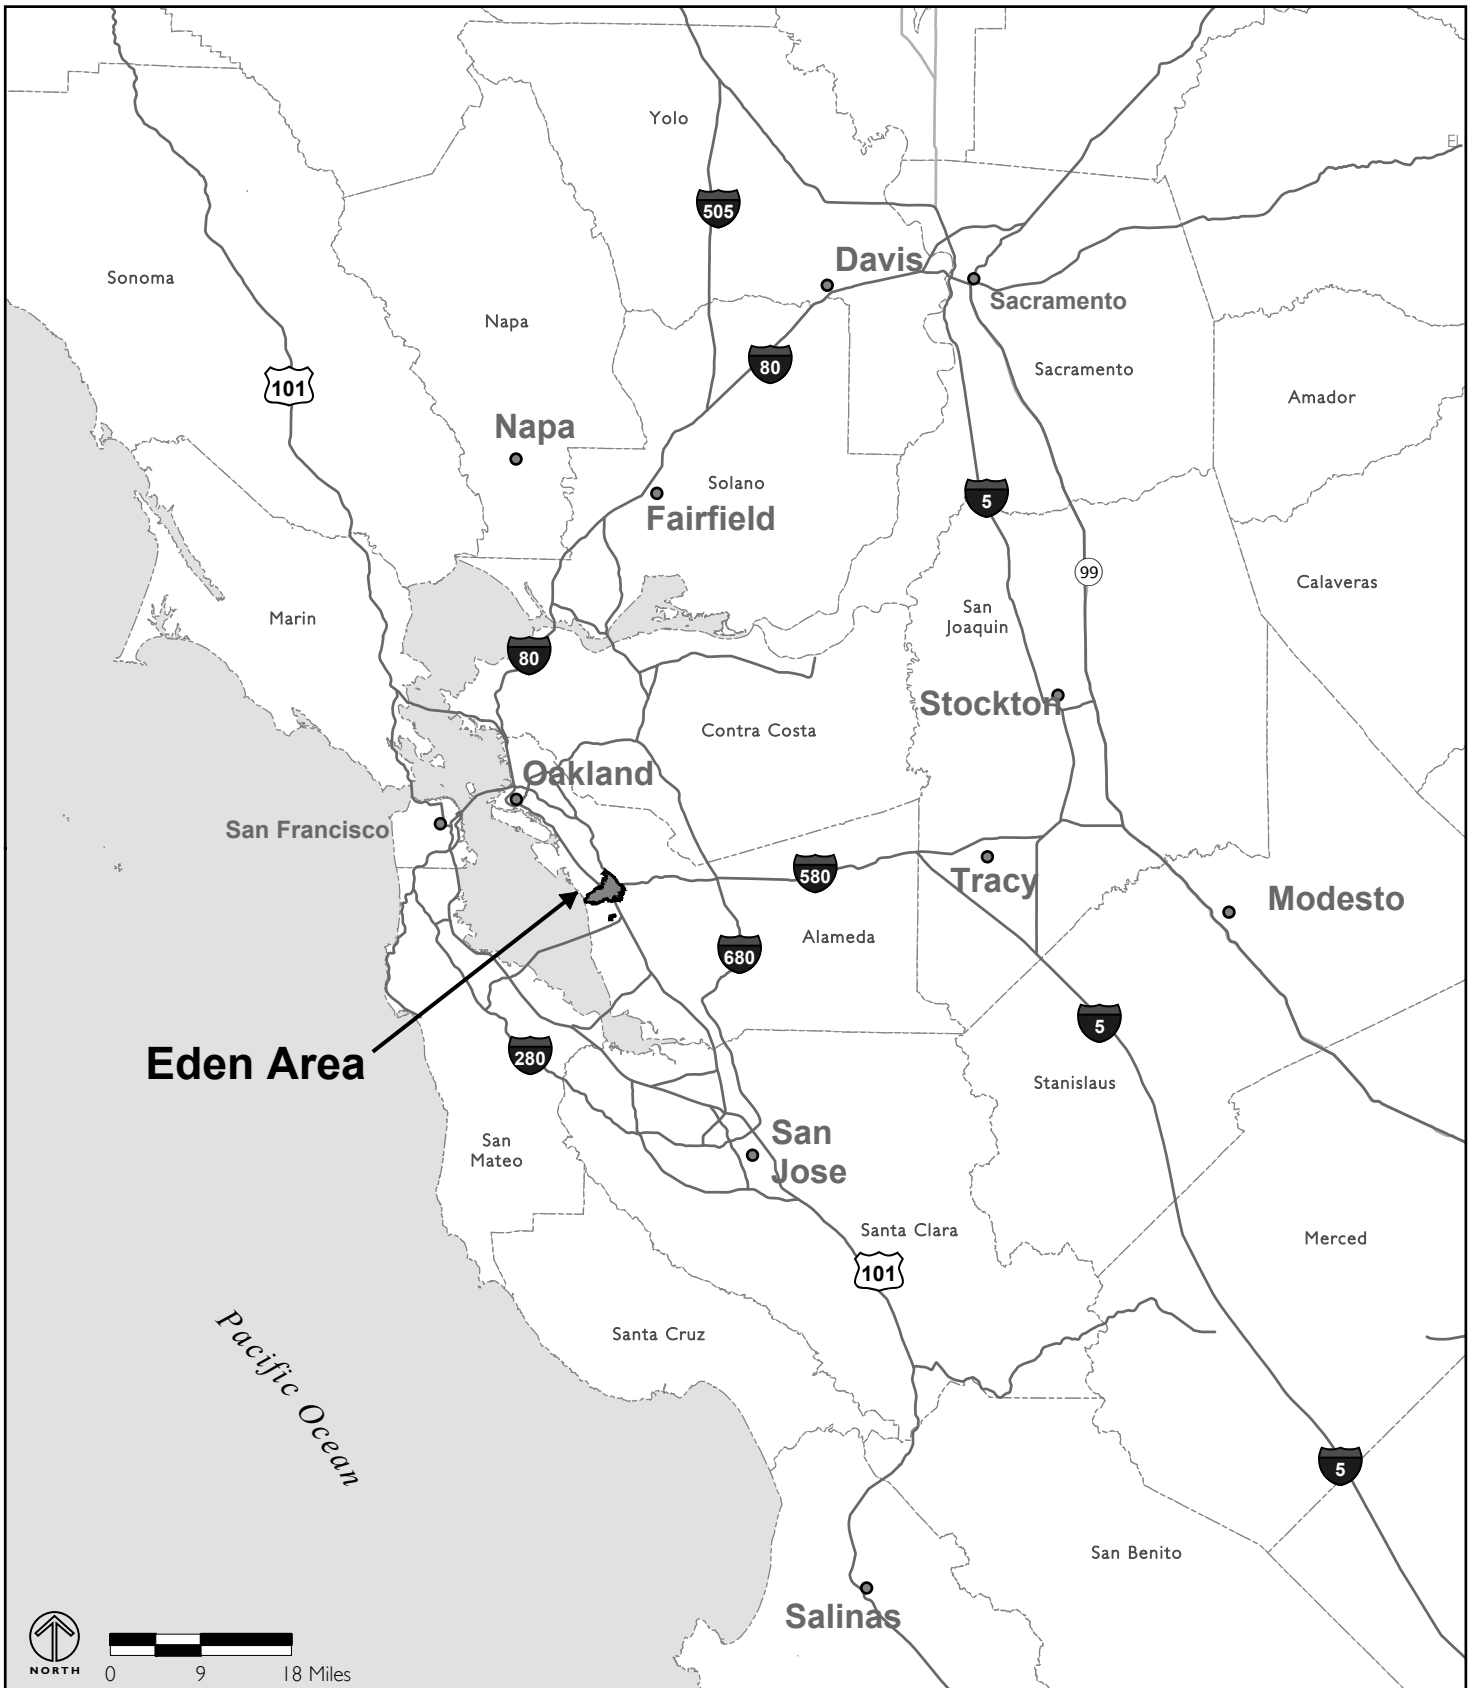 Yolo
El
505
Davis
Sonoma
Sacramento
Napa
80
Sacramento
101
Amador
Napa
Solano
5
Fairfield
99
Calaveras
San
Joaquin
Marin
80
Stockton
Contra Costa
Oakland
San Francisco
580
Tracy
Modesto
Alameda
680
5
Eden Area
280
Stanislaus
San
Jose
San
Mateo
Santa Clara
Merced
101
Santa Cruz
Pacific Ocean
5
San Benito
Salinas
NORTH
0 9 18 Miles